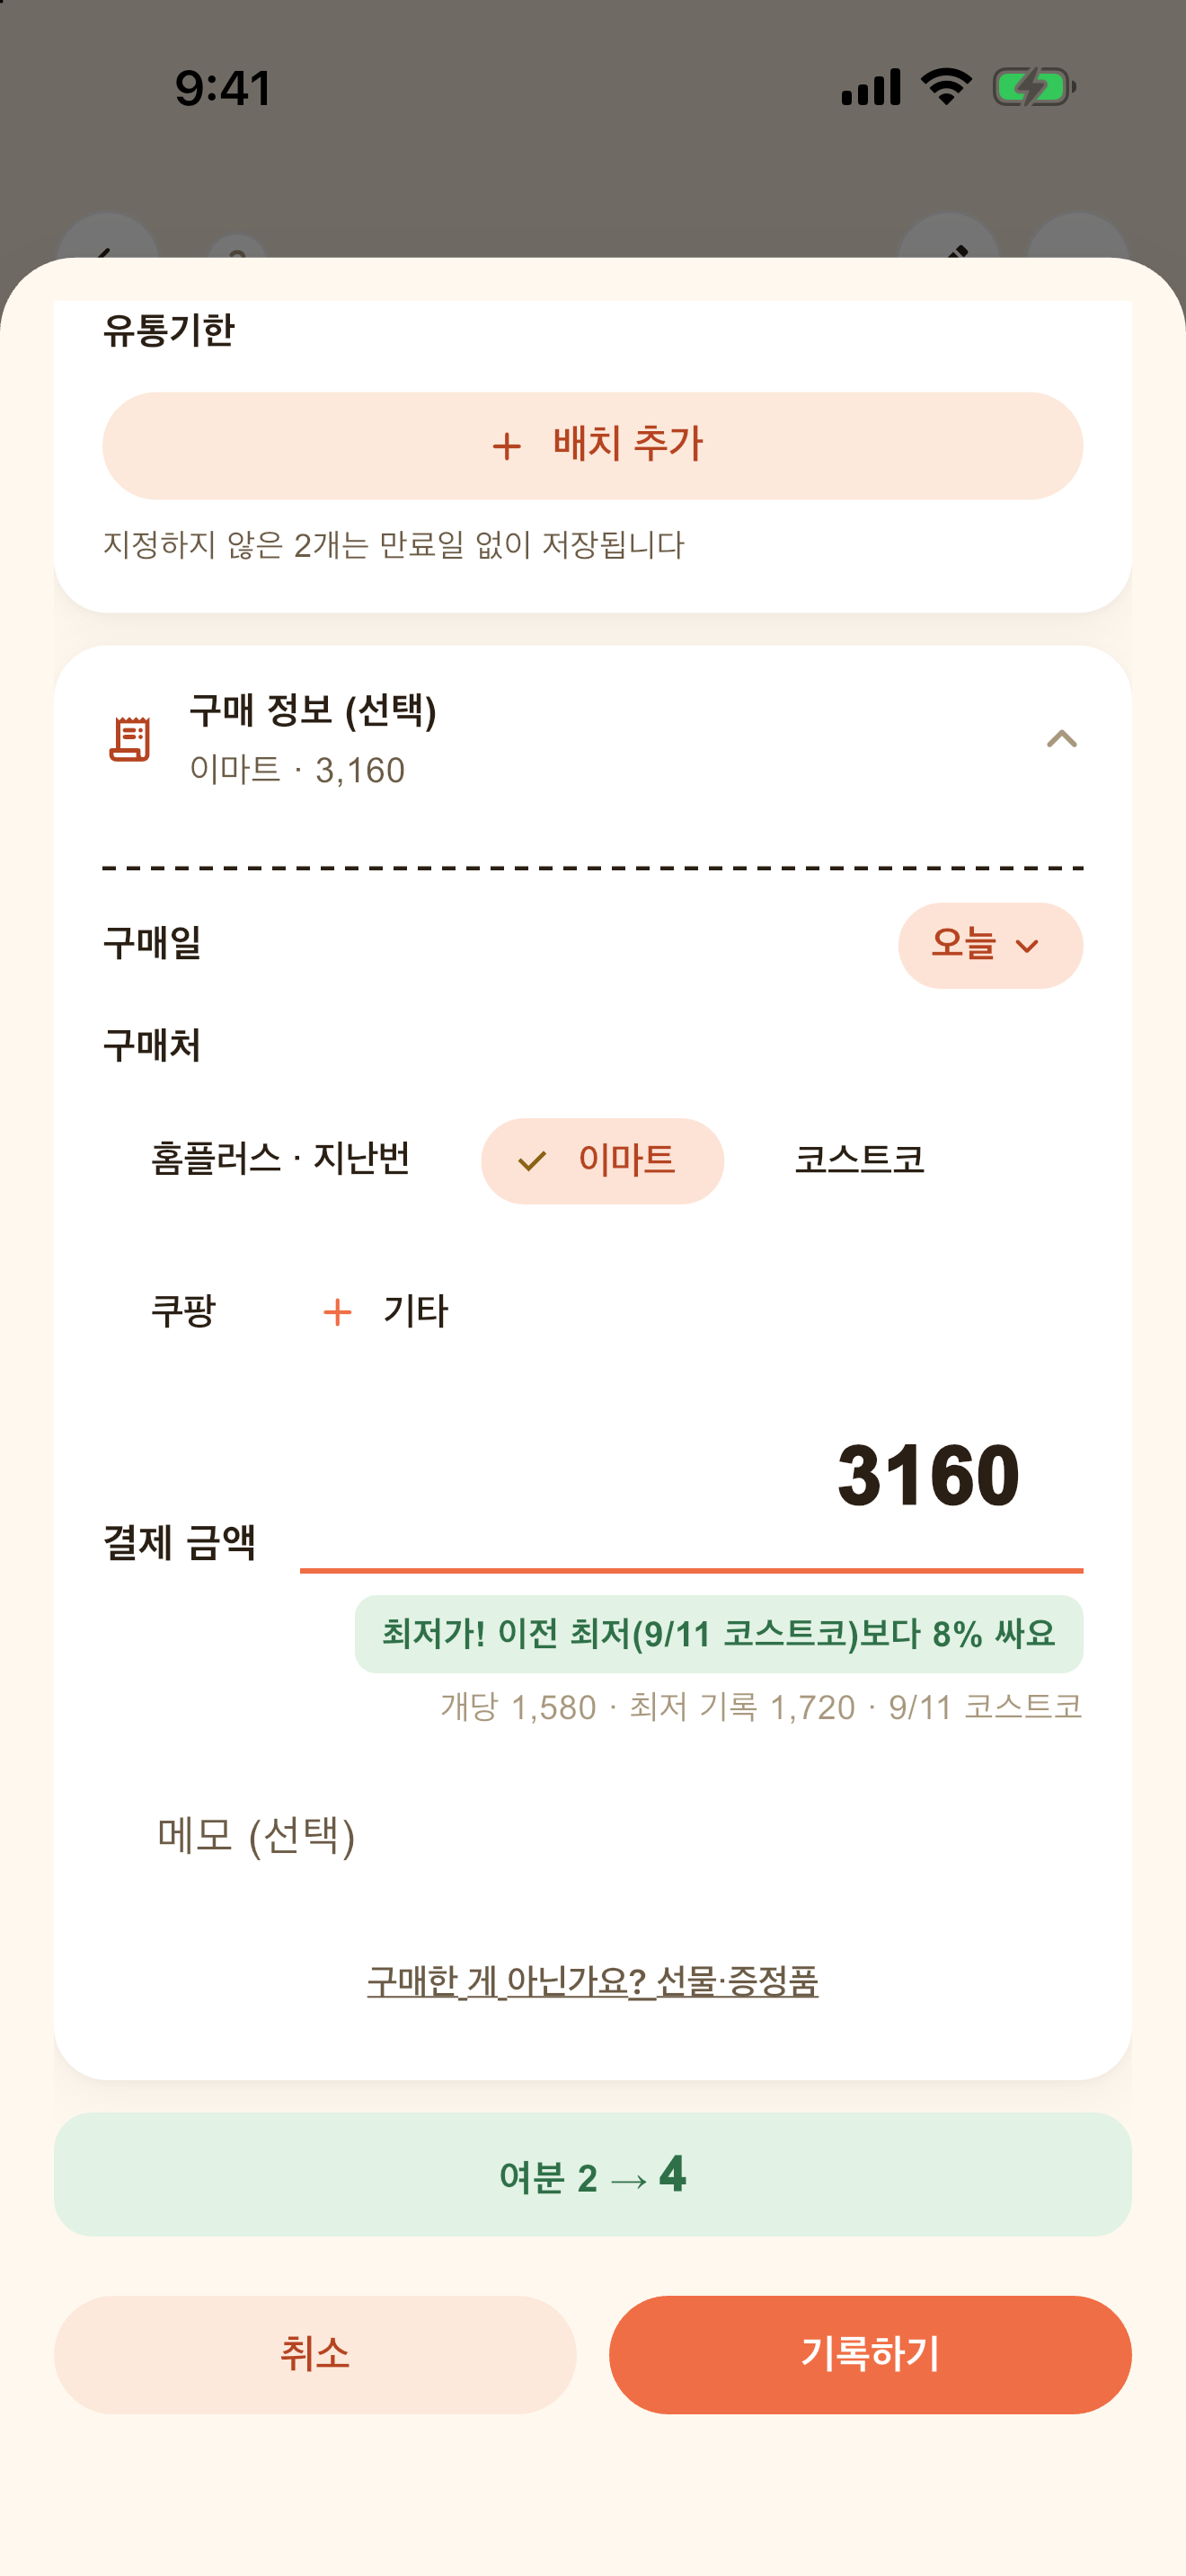 9:41
유통기한
+ 배치 추가
지정하지 않은 2개는 만료일 없이 저장됩니다
구매 정보 (선택)
이마트 · 3,160
구매일
오늘
구매처
홈플러스 · 지난번
이마트
코스트코
쿠팡
+ 기타
3160
결제 금액
최저가! 이전 최저(9/11 코스트코)보다 8% 싸요
개당 1,580 · 최저 기록 1,720 · 9/11 코스트코
메모 (선택)
구매한 게 아닌가요? 선물·증정품
여분 2 → 4
취소
기록하기